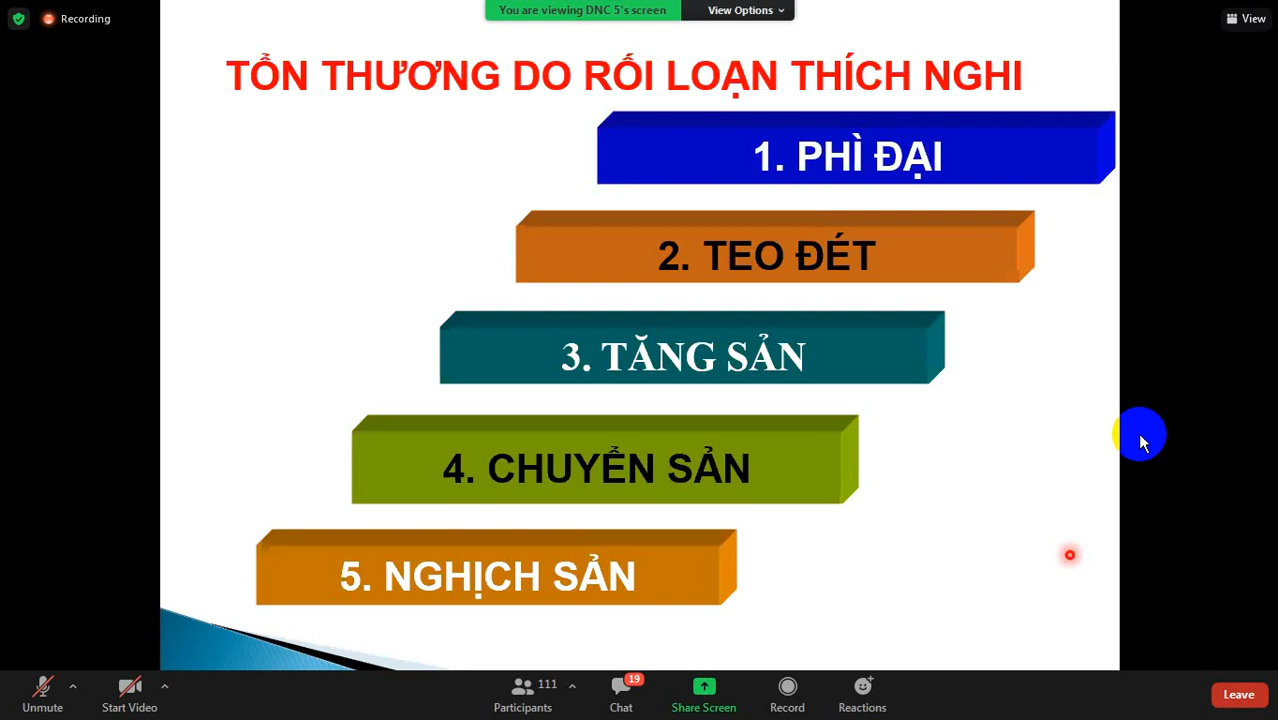 You are viewing DNC 5's screen
View Options
Recording
View
TỔN THƯƠNG DO RỐI LOẠN THÍCH NGHI
1. PHÌ ĐẠI
2. TEO ĐÉT
3. TĂNG SẢN
4. CHUYỂN SẢN
5. NGHỊCH SẢN
Unmute
Start Video
111
Participants
19
Chat
Share Screen
Record
Reactions
Leave